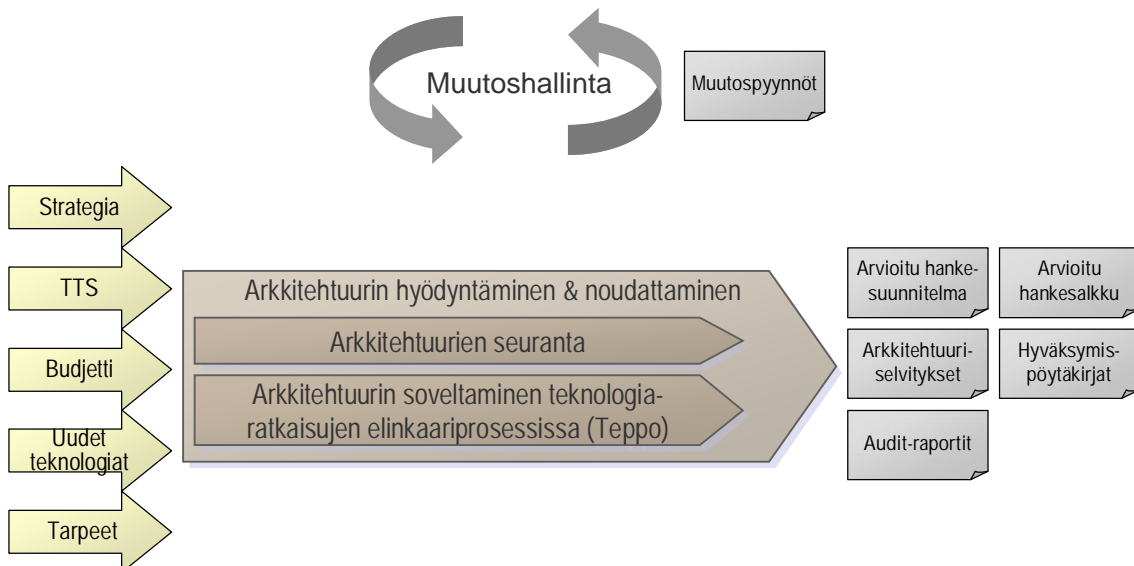 Muutoshallinta
Muutospyynnöt
Strategia
TTS
Budjetti
Uudet
teknologiat
Tarpeet
Arkkitehtuurin hyödyntäminen & noudattaminen
Arkkitehtuurien seuranta
Arkkitehtuurin soveltaminen teknologia-
ratkaisujen elinkaariprosessissa (Teppo)
Arvioitu hanke-
suunnitelma
Arvioitu
hankesalkku
Arkkitehtuuri-
selvitykset
Hyväksymis-
pöytäkirjat
Audit-raportit